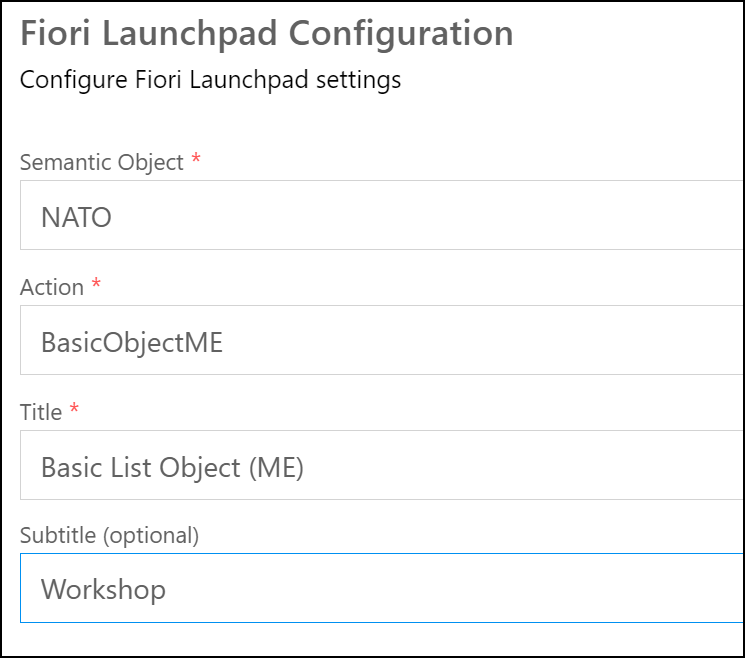 Fiori Launchpad Configuration
Configure Fiori Launchpad settings
Semantic Object *
NATO
Action *
BasicObjectME
Title *
Basic List Object (ME)
Subtitle (optional)
Workshop